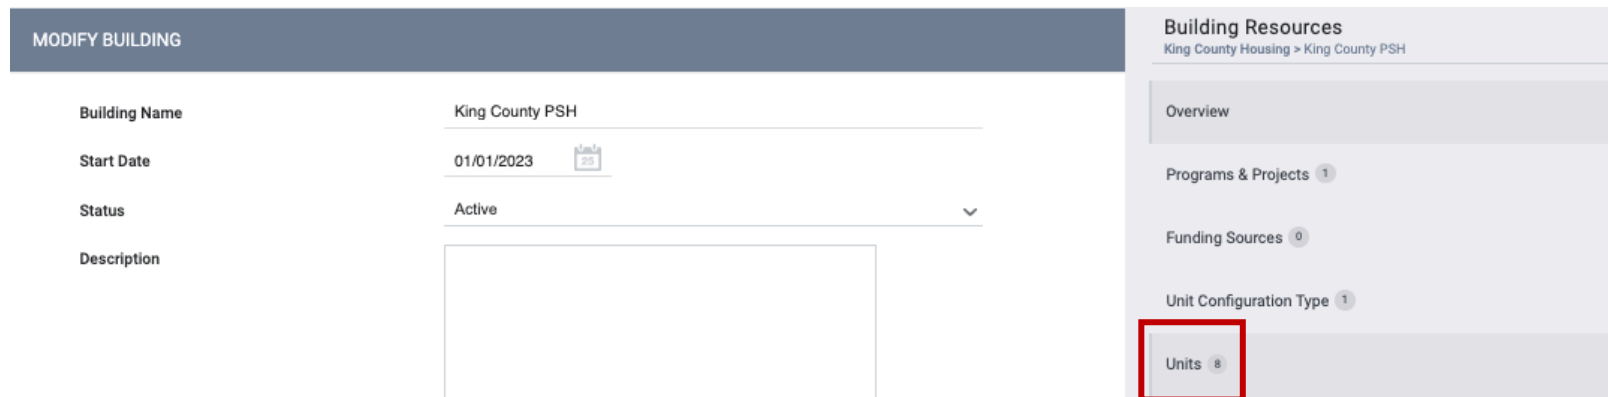 MODIFY BUILDING
Building Name King County PSH
Start Date 01/01/2023 25
Status Active
Description
Building Resources
King County Housing > King County PSH
Overview
Programs & Projects 1
Funding Sources 0
Unit Configuration Type 1
Units 8